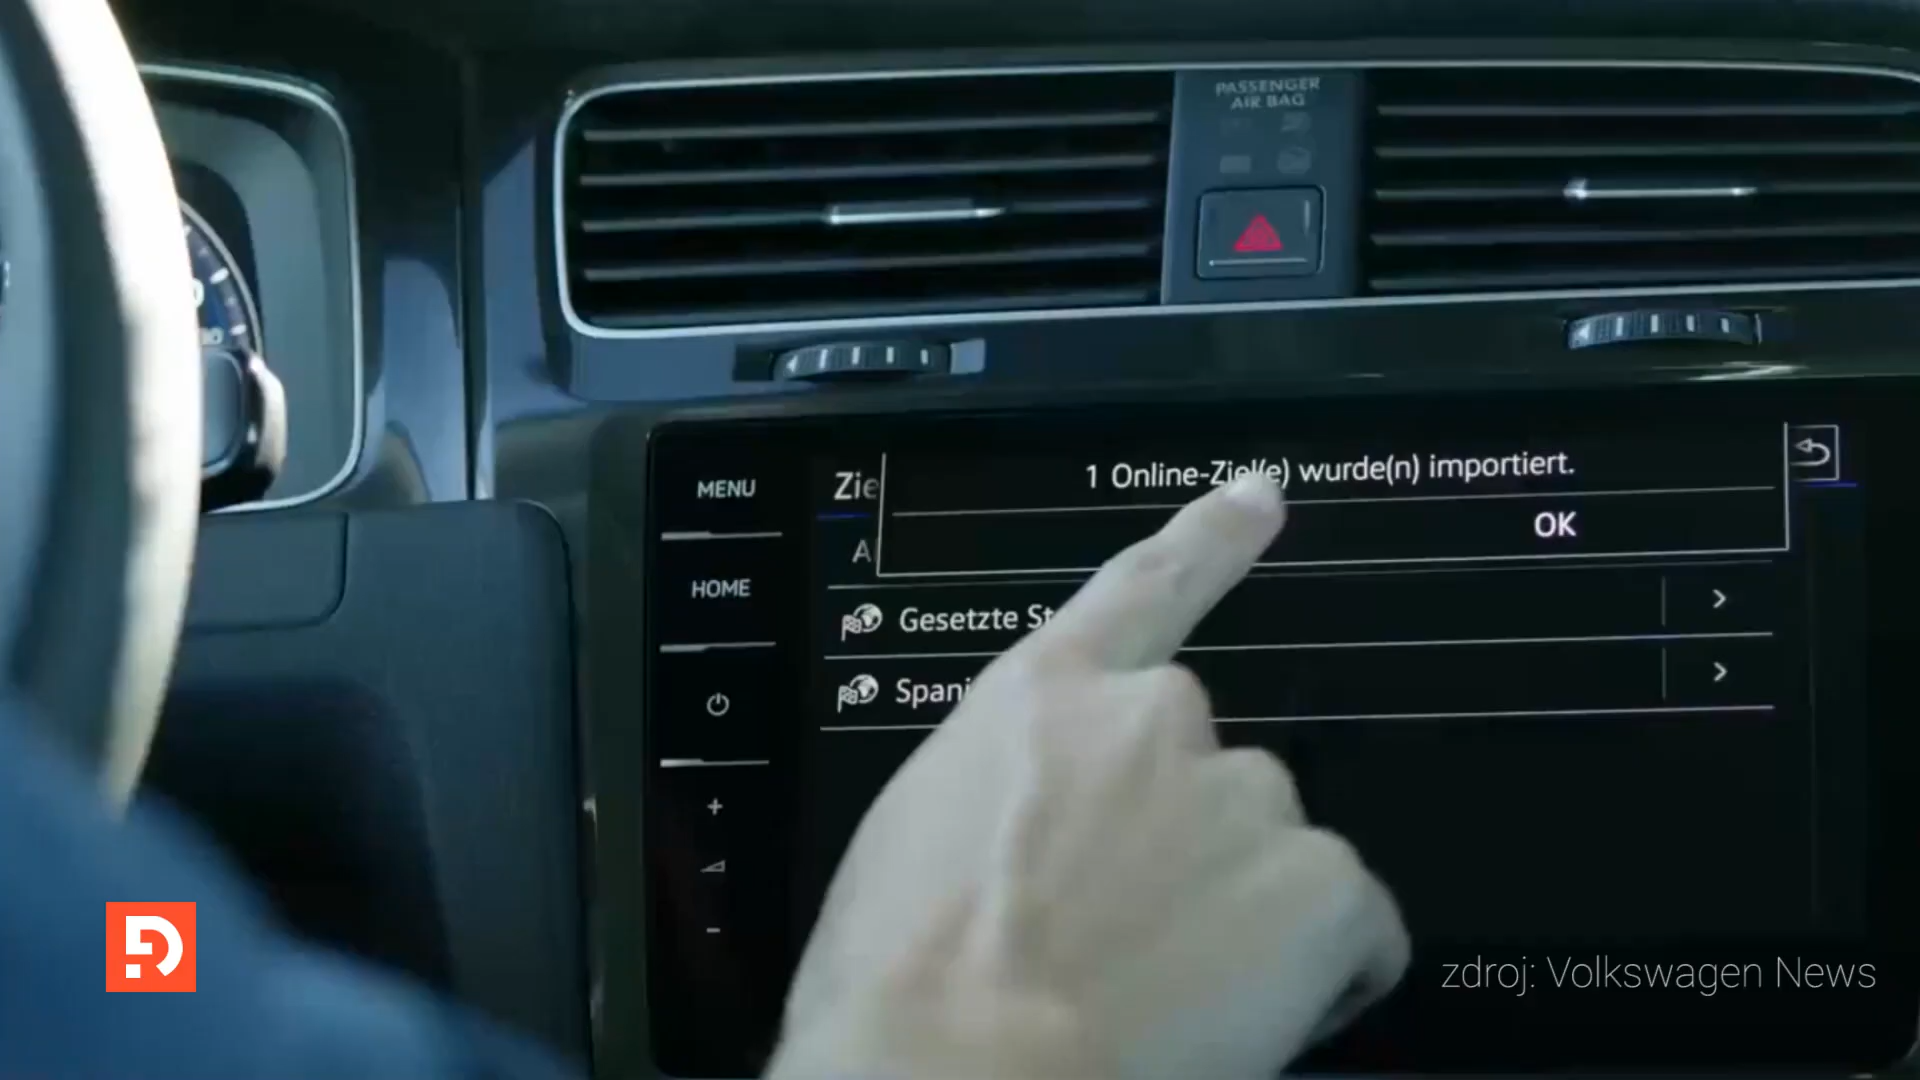 PASSENGER
AIR BAG
MENU
HOME
1 Online-Ziel(e) wurde(n) importiert.
OK
Gesetzte
zdroj: Volkswagen News